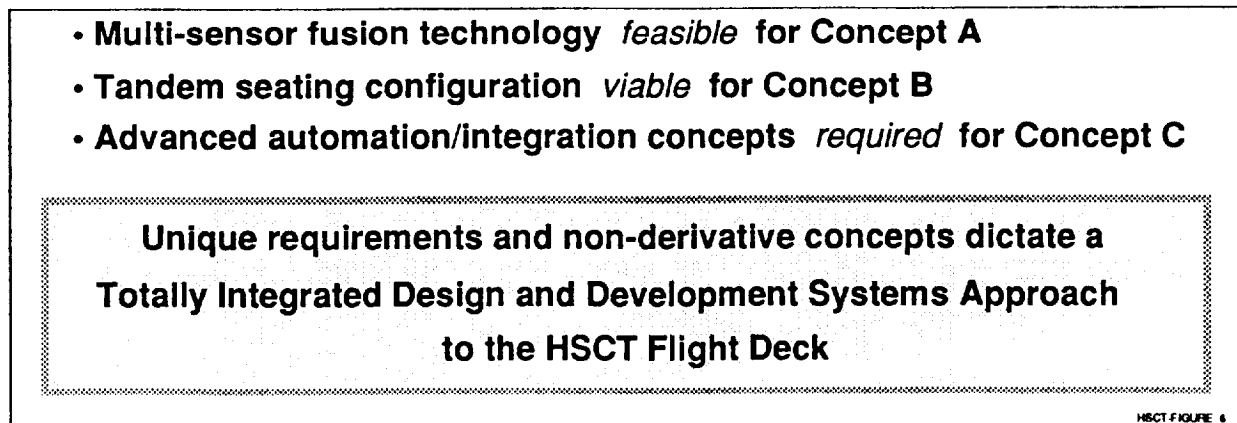 • Multi-sensor fusion technology feasible for Concept A
• Tandem seating configuration viable for Concept B
• Advanced automation/integration concepts required for Concept C
Unique requirements and non-derivative concepts dictate a
Totally Integrated Design and Development Systems Approach
to the HSCT Flight Deck
HSCT-FIGURE 6